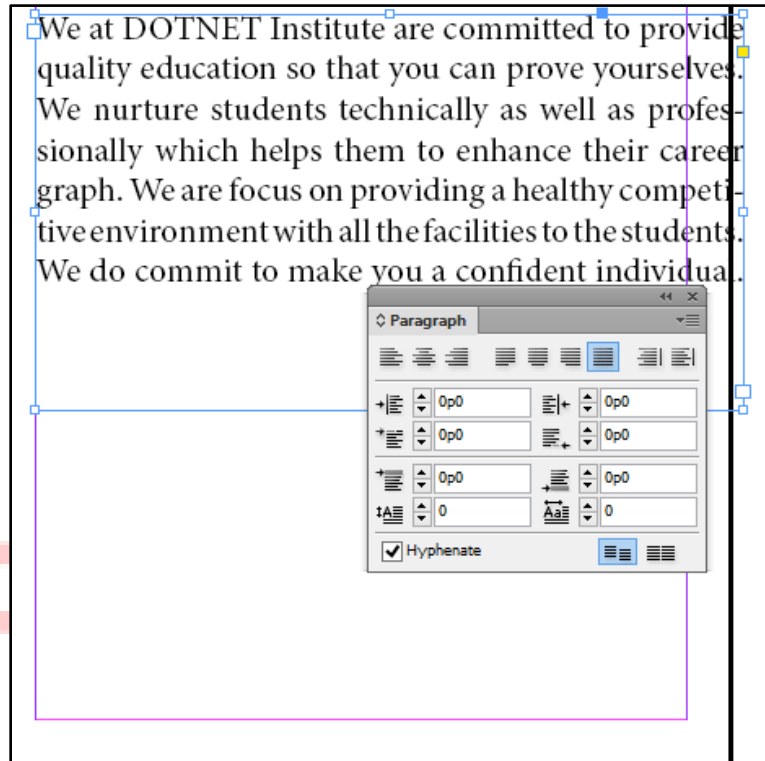 We at DOTNET Institute are committed to provide
quality education so that you can prove yourselves.
We nurture students technically as well as profes-
sionally which helps them to enhance their career
graph. We are focus on providing a healthy competi-
tive environment with all the facilities to the students.
We do commit to make you a confident individual.
Paragraph
0p0 0p0
0p0 0p0
0p0 0p0
0 0
Hyphenate